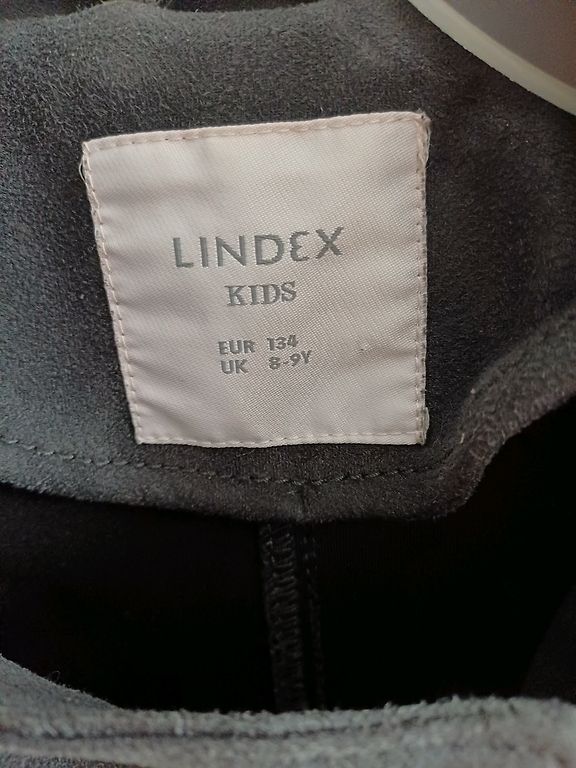 LINDEX
KIDS
EUR 134
UK 8-9Y